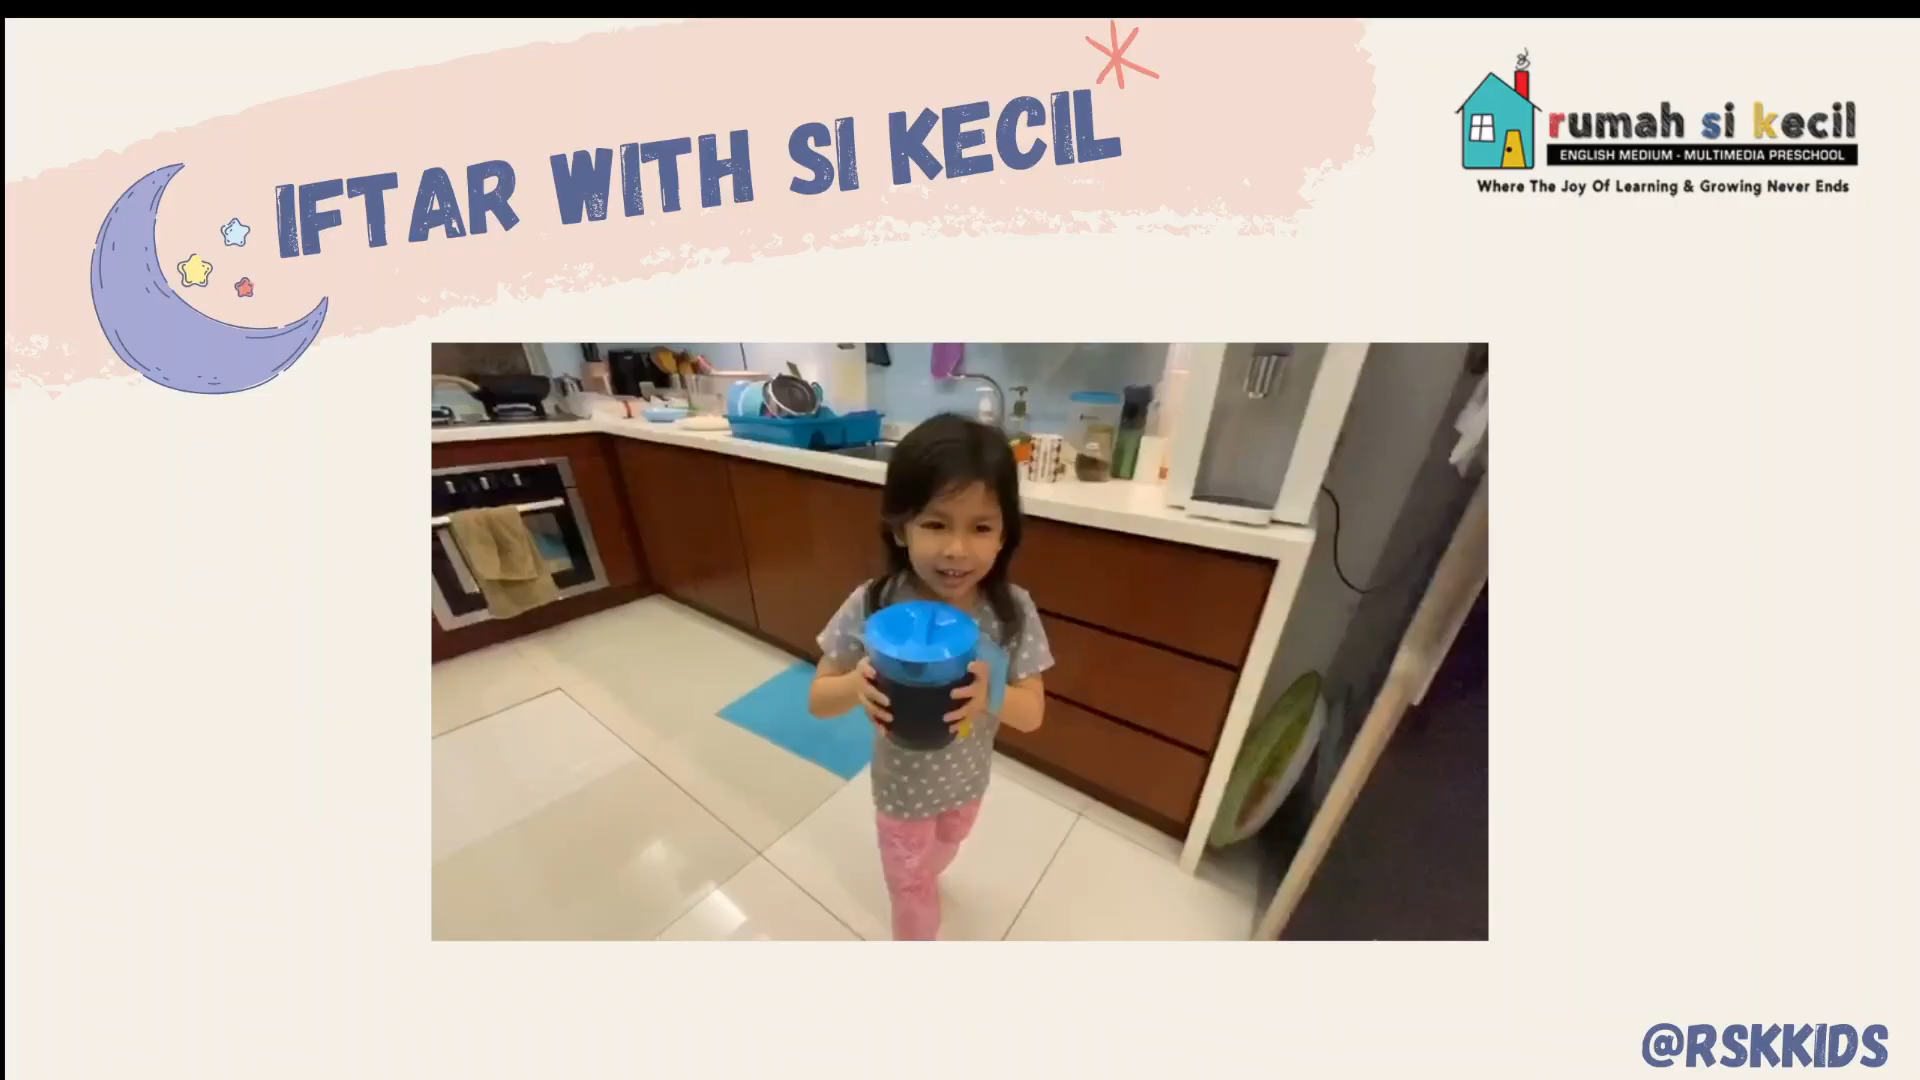 IFTAR WITH SI KECIL
rumah si kecil
ENGLISH MEDIUM - MULTIMEDIA PRESCHOOL
Where The Joy Of Learning & Growing Never Ends
@RSKKIDS